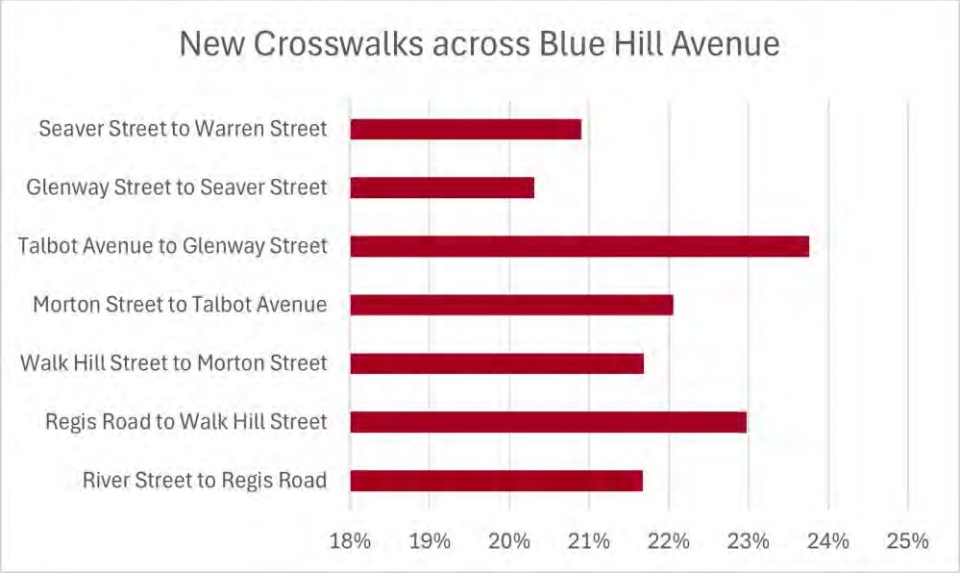 New Crosswalks across Blue Hill Avenue
Seaver Street to Warren Street
Glenway Street to Seaver Street
Talbot Avenue to Glenway Street
Morton Street to Talbot Avenue
Walk Hill Street to Morton Street
Regis Road to Walk Hill Street
River Street to Regis Road
18% 19% 20% 21% 22% 23% 24% 25%